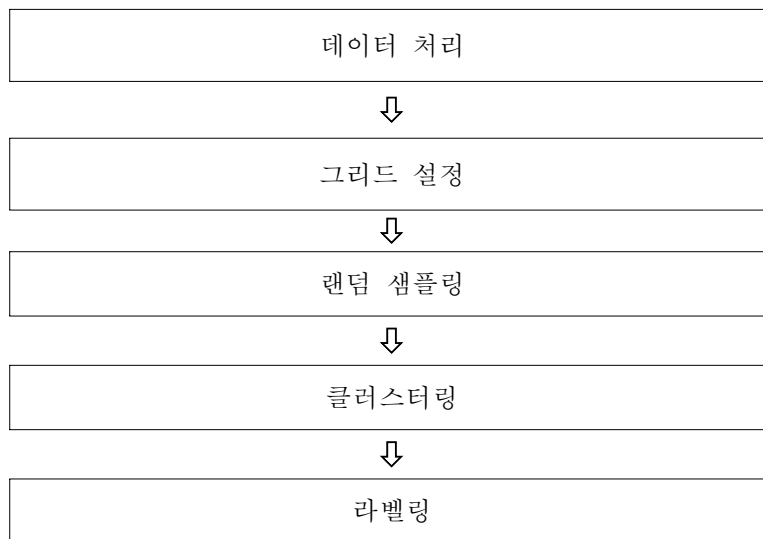 데이터 처리
그리드 설정
랜덤 샘플링
클러스터링
라벨링